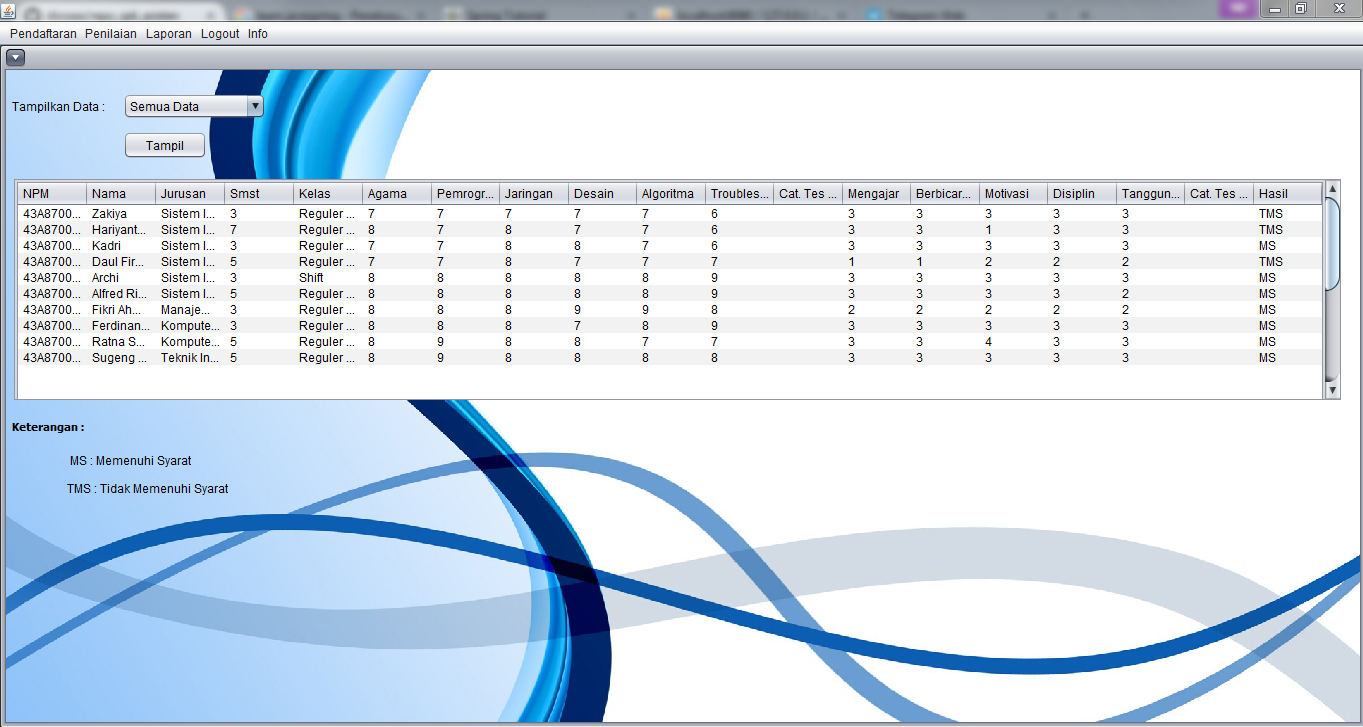 Pendaftaran Penilaian Laporan Logout Info
Tampilkan Data : Semua Data
Tampil
NPM Nama Jurusan Smst Kelas Agama Pemrogr... Jaringan Desain Algoritma Troubles... Cat. Tes ... Mengajar Berbicar... Motivasi Disiplin Tanggun... Cat. Tes ... Hasil
43A8700... Zakiya Sistem I... 3 Reguler ... 7 7 7 7 7 6 3 3 3 3 3 TMS
43A8700... Hariyant... Sistem I... 7 Reguler ... 8 7 8 7 7 6 3 3 1 3 3 TMS
43A8700... Kadri Sistem I... 3 Reguler ... 7 7 8 8 7 6 3 3 3 3 3 MS
43A8700... Daul Fir... Sistem I... 5 Reguler ... 7 7 8 7 7 7 1 1 2 2 2 TMS
43A8700... Archi Sistem I... 3 Shift 8 8 8 8 8 9 3 3 3 3 3 MS
43A8700... Alfred Ri... Sistem I... 5 Reguler ... 8 8 8 8 8 9 3 3 3 3 2 MS
43A8700... Fikri Ah... Manaje... 3 Reguler ... 8 8 8 9 9 8 2 2 2 2 2 MS
43A8700... Ferdinan... Kompute... 3 Reguler ... 8 8 8 7 8 9 3 3 3 3 3 MS
43A8700... Ratna S... Kompute... 5 Reguler ... 8 9 8 8 7 7 3 3 4 3 3 MS
43A8700... Sugeng ... Teknik In... 5 Reguler ... 8 9 8 8 8 8 3 3 3 3 3 MS
Keterangan :
MS : Memenuhi Syarat
TMS : Tidak Memenuhi Syarat